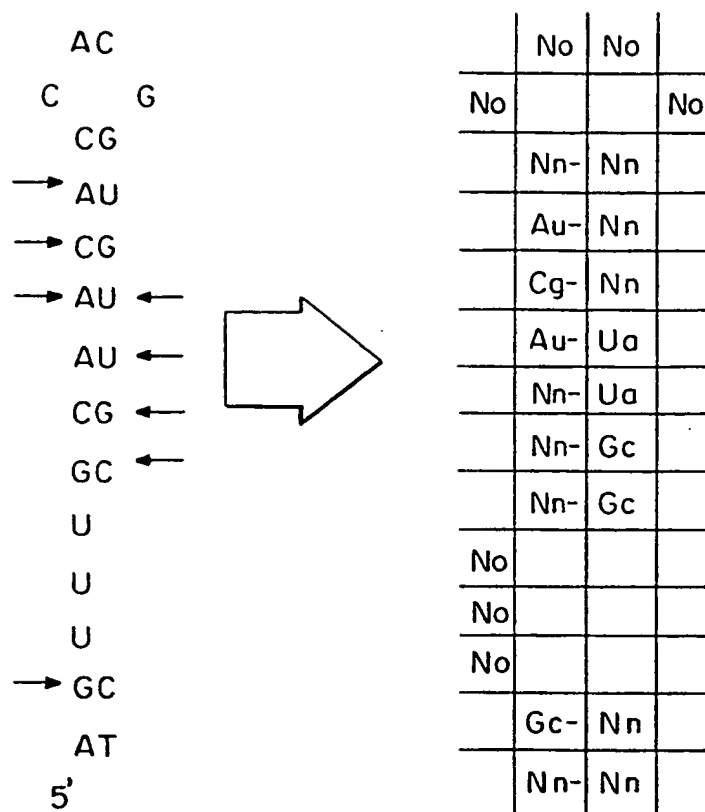 AC
C G
CG
AU
CG
AU
AU
CG
GC
U
U
U
GC
AT
5'
No No
No No
Nn- Nn
Au- Nn
Cg- Nn
Au- Ua
Nn- Ua
Nn- Gc
Nn- Gc
No
No
No
Gc- Nn
Nn- Nn